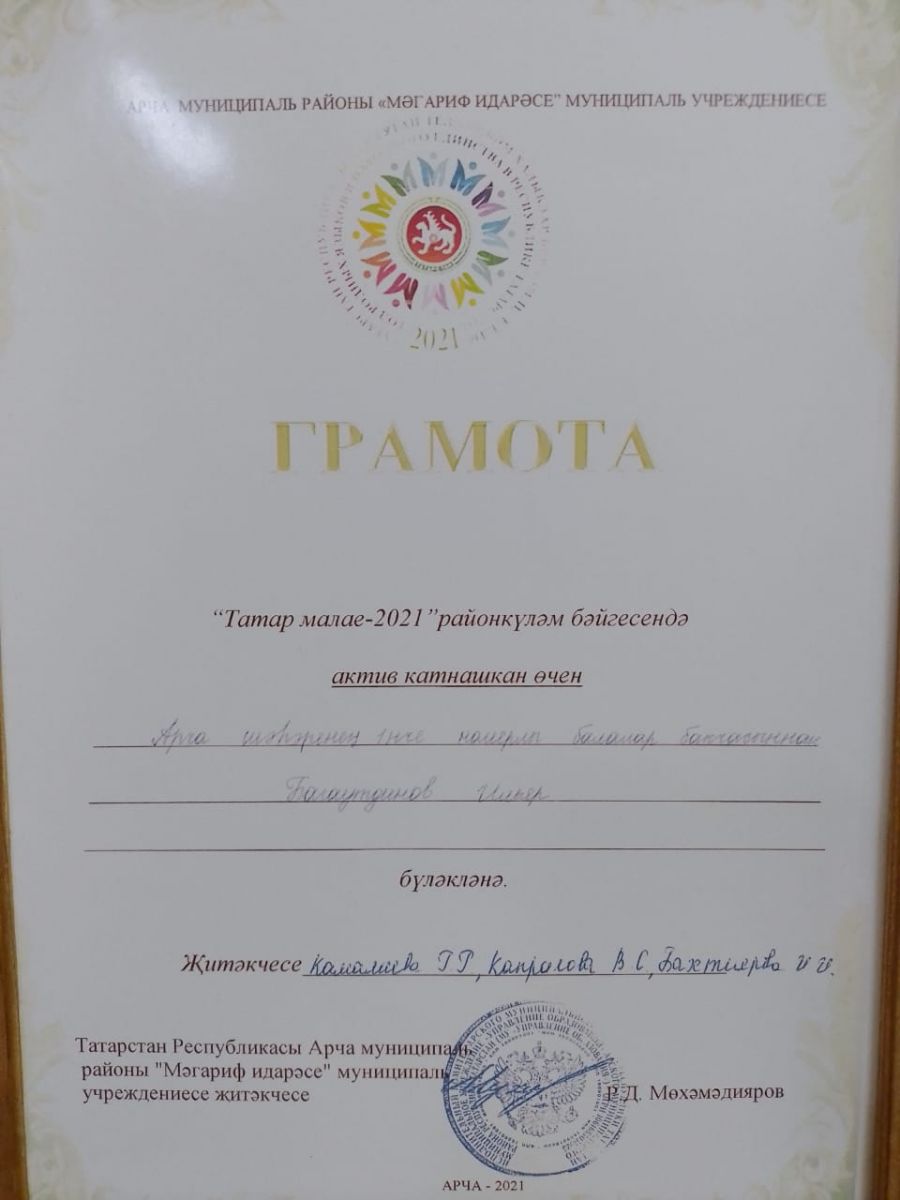 АРЧА МУНИЦИПАЛЬ РАЙОНЫ «МӘГАРИФ ИДАРӘСЕ” МУНИЦИПАЛЬ УЧРЕЖДЕНИЕСЕ
2021
ГРАМОТА
“Татар малае-2021”районкүләм бәйгесендә
актив катнашкан өчен
Арча шәһәренең 1нче номерлы балалар бакчасыннан
Багаутдинов Ильнер
бүләкләнә.
Җитәкчесе Камалиева Г Р, Капралова В С, Бахтиярова И И.
Татарстан Республикасы Арча муниципаль
районы "Мәгариф идарәсе" муниципаль
учреждениесе җитәкчесе
Р.Д. Мөхәмәдияров
АРЧА - 2021